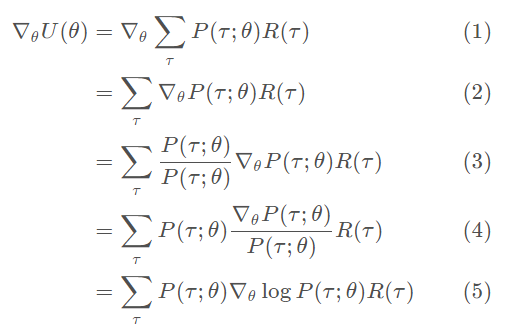 ∇θU(θ) = ∇θ ∑τ P(τ;θ)R(τ) (1)
= ∑τ ∇θP(τ;θ)R(τ) (2)
= ∑τ P(τ;θ)/P(τ;θ) ∇θP(τ;θ)R(τ) (3)
= ∑τ P(τ;θ) ∇θP(τ;θ)/P(τ;θ) R(τ) (4)
= ∑τ P(τ;θ)∇θ log P(τ;θ)R(τ) (5)